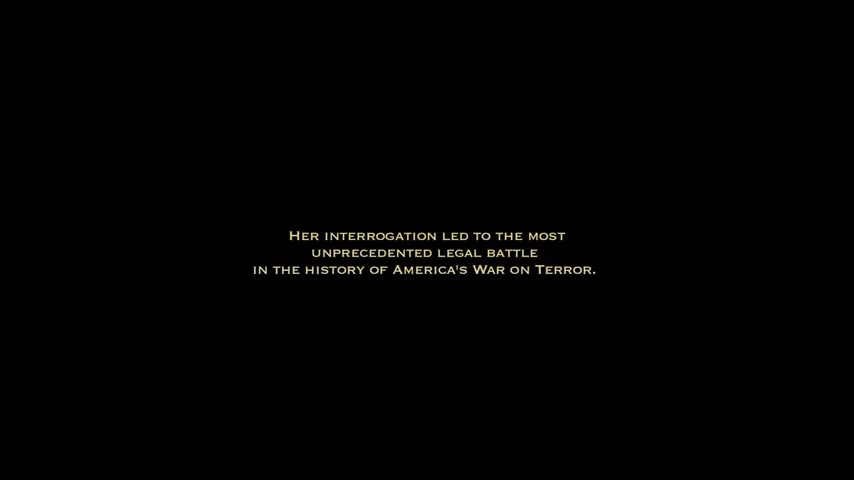 Her interrogation led to the most
unprecedented legal battle
in the history of America's War on Terror.